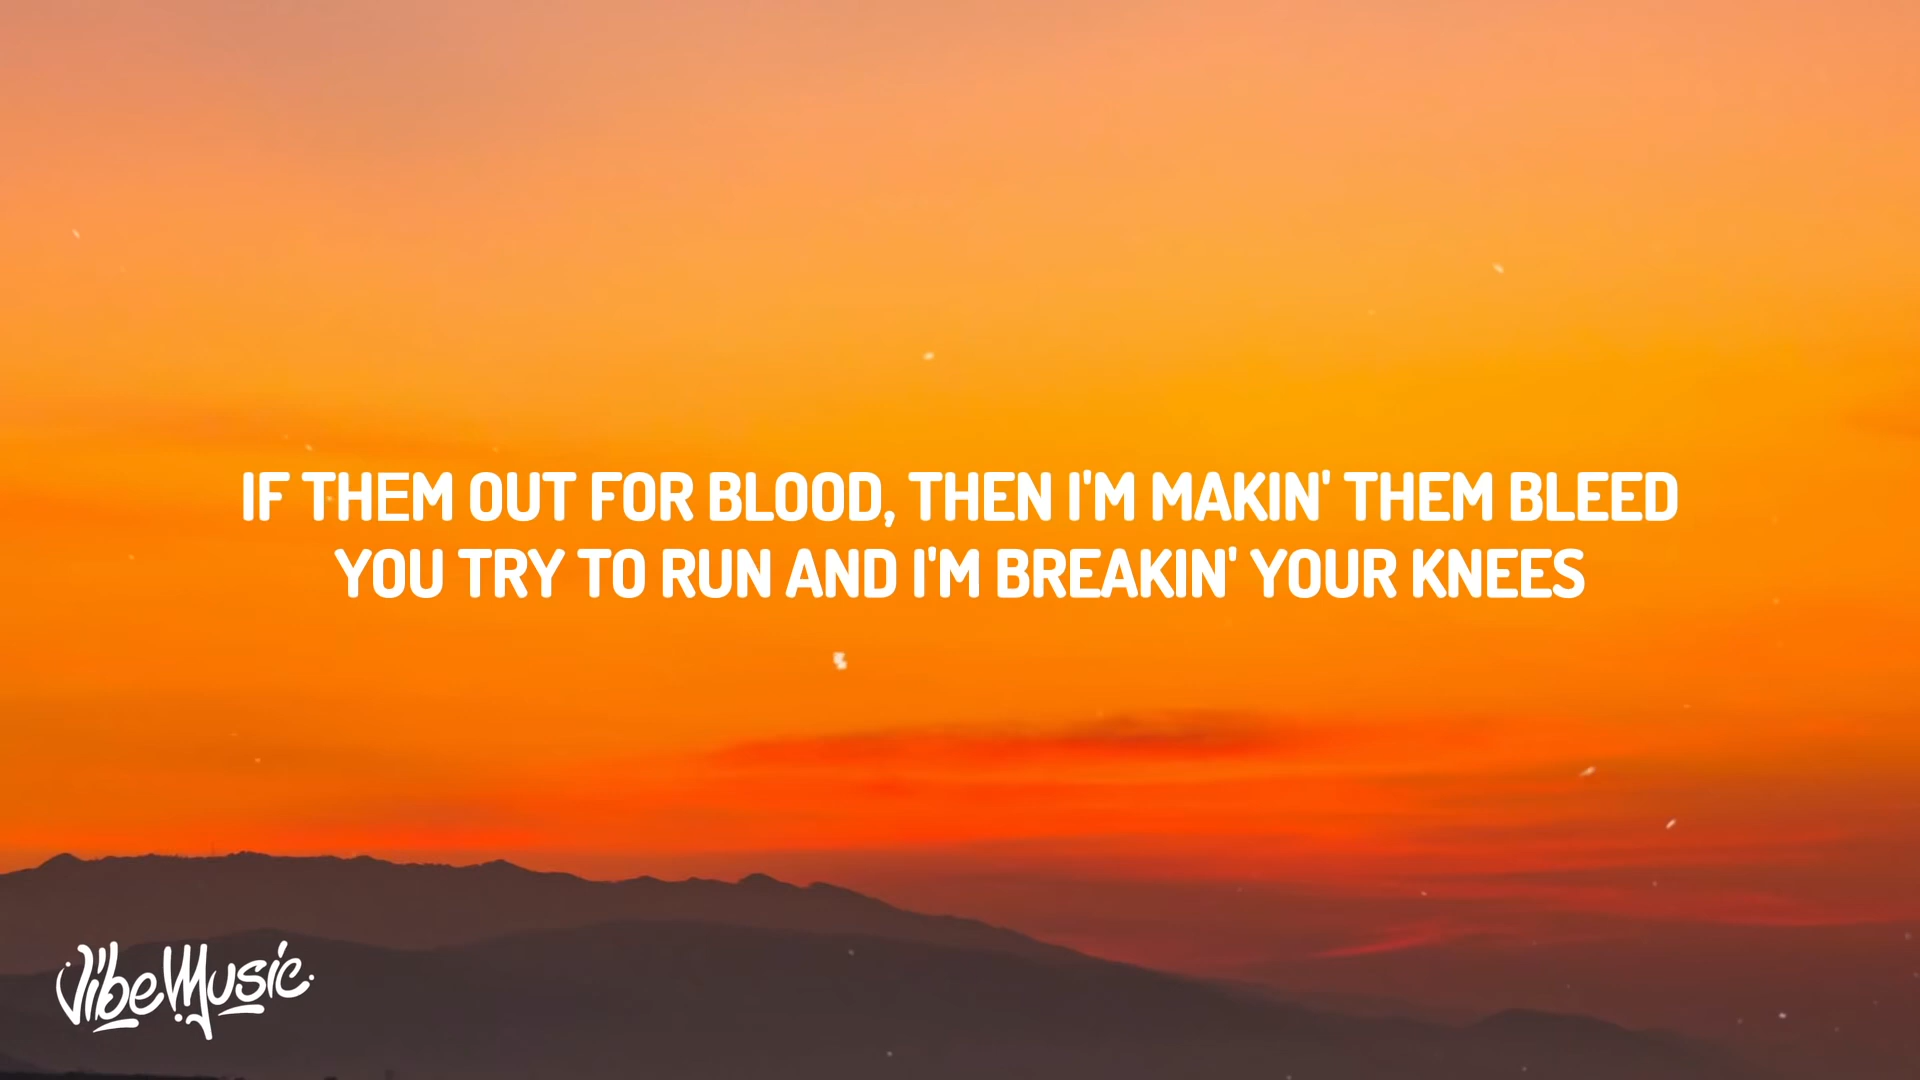 IF THEM OUT FOR BLOOD, THEN I'M MAKIN' THEM BLEED
YOU TRY TO RUN AND I'M BREAKIN' YOUR KNEES
VibeMusic